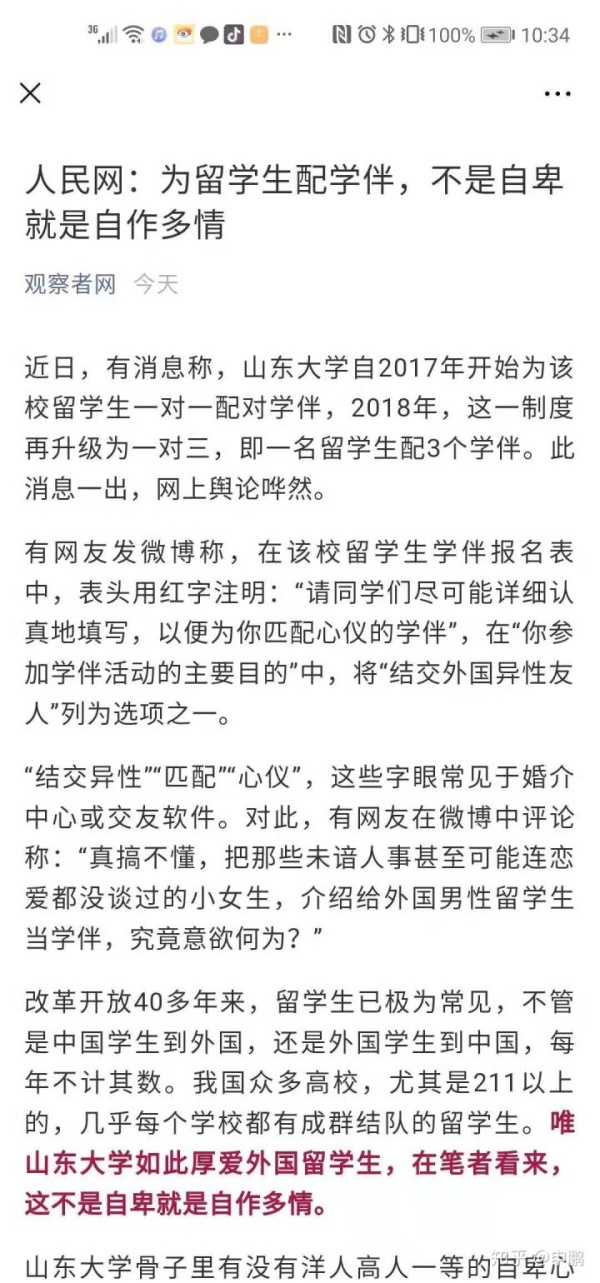 3G 100% 10:34
人民网：为留学生配学伴，不是自卑
就是自作多情
观察者网 今天
近日，有消息称，山东大学自2017年开始为该
校留学生一对一配对学伴，2018年，这一制度
再升级为一对三，即一名留学生配3个学伴。此
消息一出，网上舆论哗然。
有网友发微博称，在该校留学生学伴报名表
中，表头用红字注明：“请同学们尽可能详细认
真地填写，以便为你匹配心仪的学伴”，在“你参
加学伴活动的主要目的”中，将“结交外国异性友
人”列为选项之一。
“结交异性”“匹配”“心仪”，这些字眼常见于婚介
中心或交友软件。对此，有网友在微博中评论
称：“真搞不懂，把那些未谙人事甚至可能连恋
爱都没谈过的小女生，介绍给外国男性留学生
当学伴，究竟意欲何为？”
改革开放40多年来，留学生已极为常见，不管
是中国学生到外国，还是外国学生到中国，每
年不计其数。我国众多高校，尤其是211以上
的，几乎每个学校都有成群结队的留学生。唯
山东大学如此厚爱外国留学生，在笔者看来，
这不是自卑就是自作多情。
山东大学骨子里有没有洋人高人一等的自卑心
知乎 @申鹏